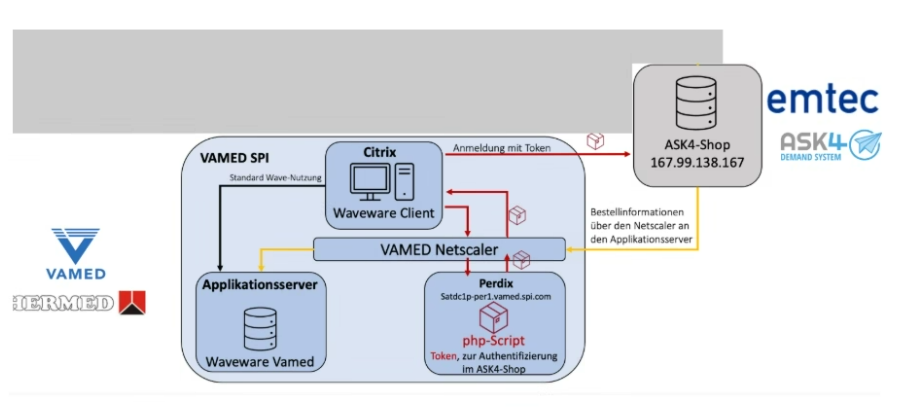 emtec
ASK4
DEMAND SYSTEM
ASK4-Shop
167.99.138.167
VAMED SPI
Citrix
Anmeldung mit Token
Standard Wave-Nutzung
Waveware Client
Bestellinformationen
über den Netscaler an
den Applikationsserver
VAMED Netscaler
VAMED
HERMED
Applikationsserver
Waveware Vamed
Perdix
Satdc1p-per1.vamed.spi.com
php-Script
Token, zur Authentifizierung
im ASK4-Shop